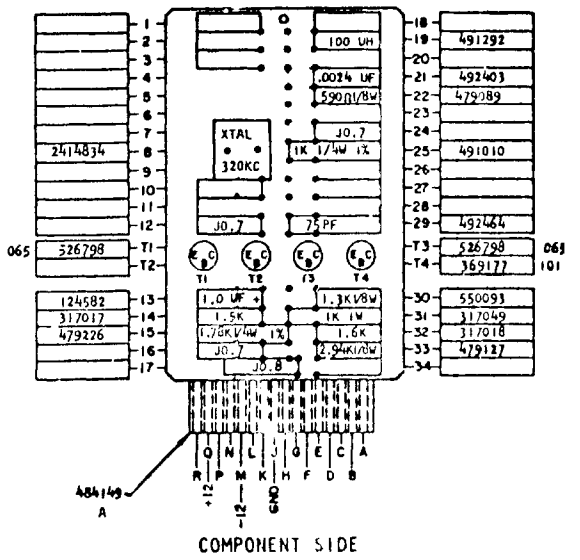 1 18
2 100 UH 19 491292
3 20
4 .0024 UF 21 492403
5 590Ω1/8W 22 479089
6 23
7 XTAL J0.7 24
2414834 8 320KC 1K 1/4W 1% 25 491010
9 26
10 27
11 28
12 J0.7 75PF 29 492464
065 526798 T1 E B C E B C E B C E B C T3 526798 065
T2 T1 T2 T3 T4 T4 369177 101
124582 13 1.0 UF + 1.3K1/8W 30 550093
317017 14 1.5K 1K 1W 31 317049
479226 15 1.78K1/4W 1% 1.6K 32 317018
16 J0.7 2.94K1/8W 33 479127
17 J0.8 34
R Q P N M L K J H G F E D C B A
+12 -12 GND
484149
A
COMPONENT SIDE